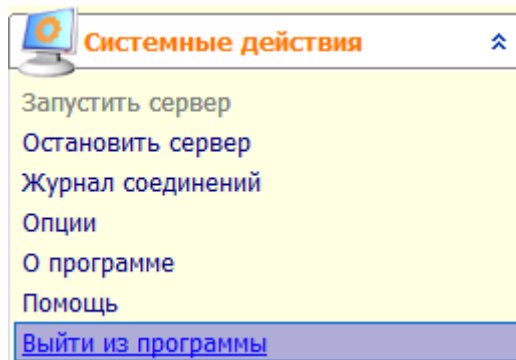 Системные действия
Запустить сервер
Остановить сервер
Журнал соединений
Опции
О программе
Помощь
Выйти из программы